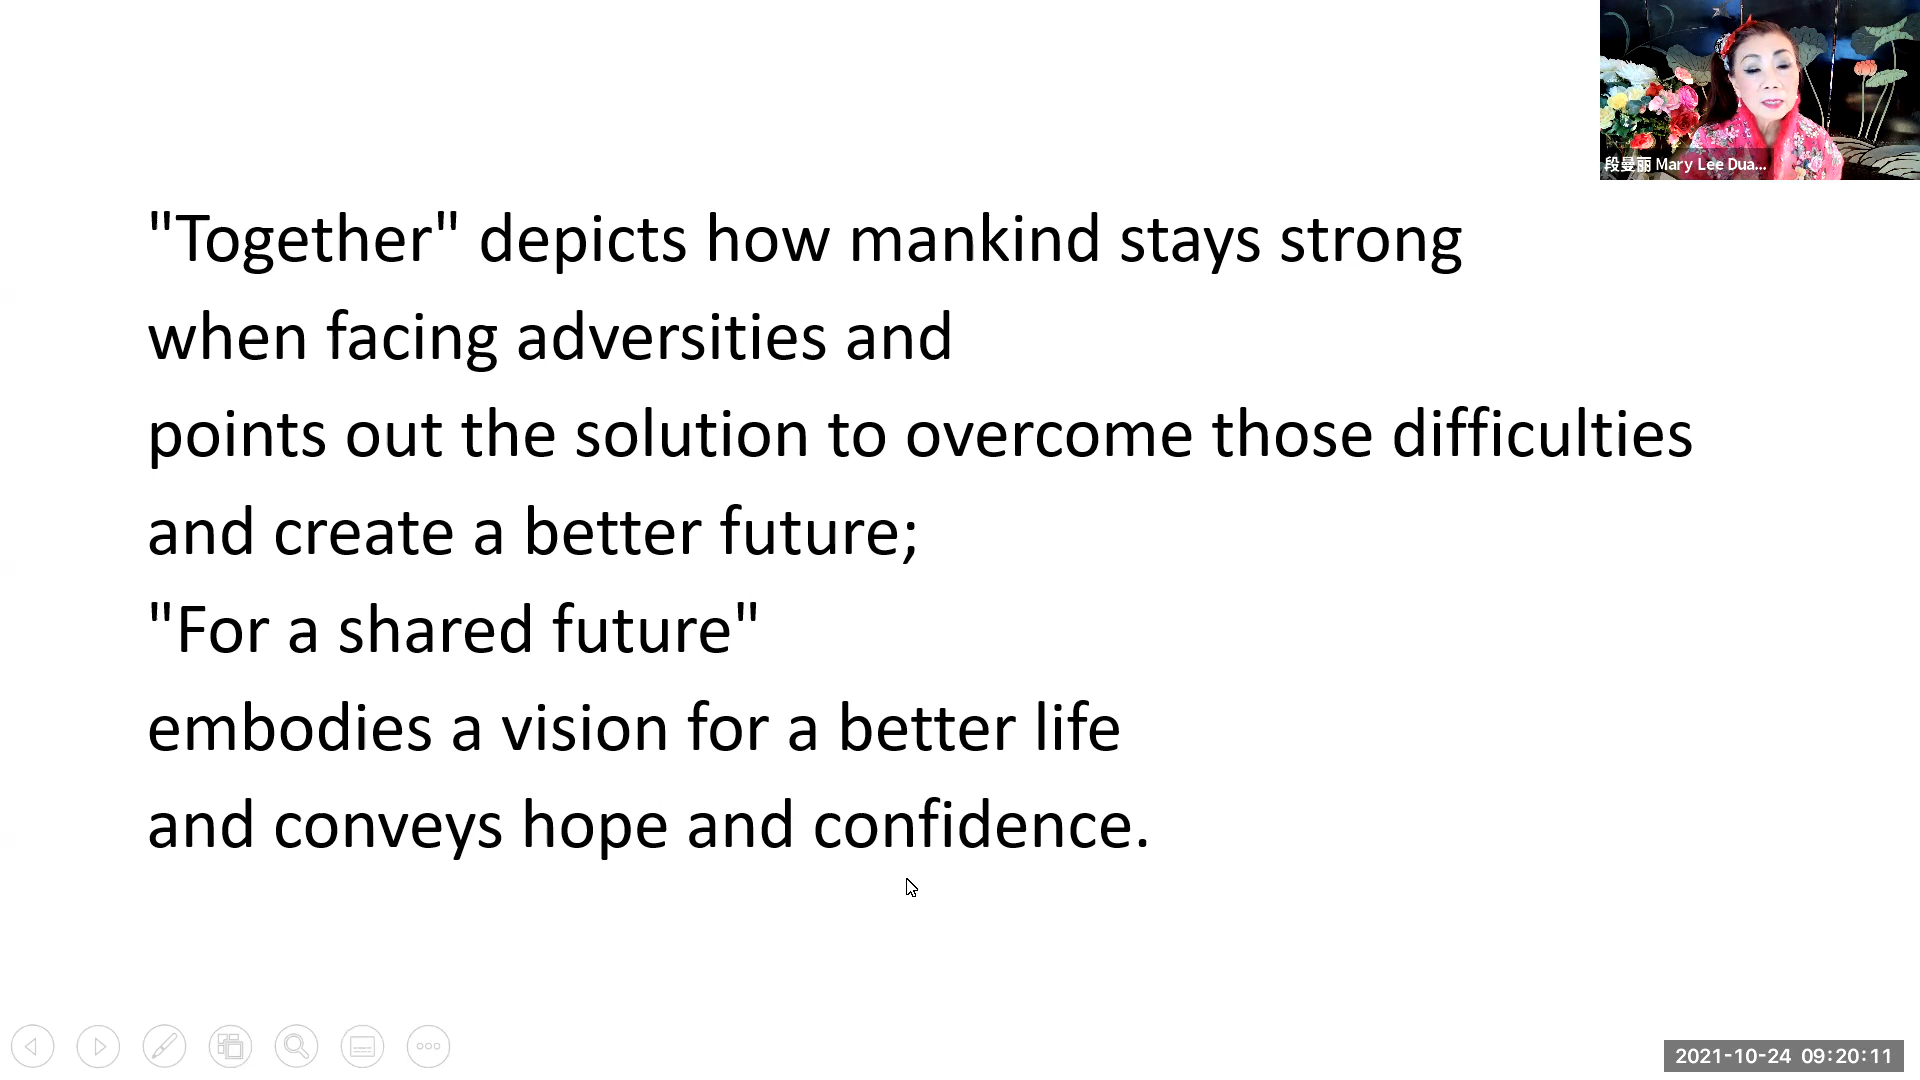 段曼丽 Mary Lee Dua...
"Together" depicts how mankind stays strong
when facing adversities and
points out the solution to overcome those difficulties
and create a better future;
"For a shared future"
embodies a vision for a better life
and conveys hope and confidence.
2021-10-24 09:20:11